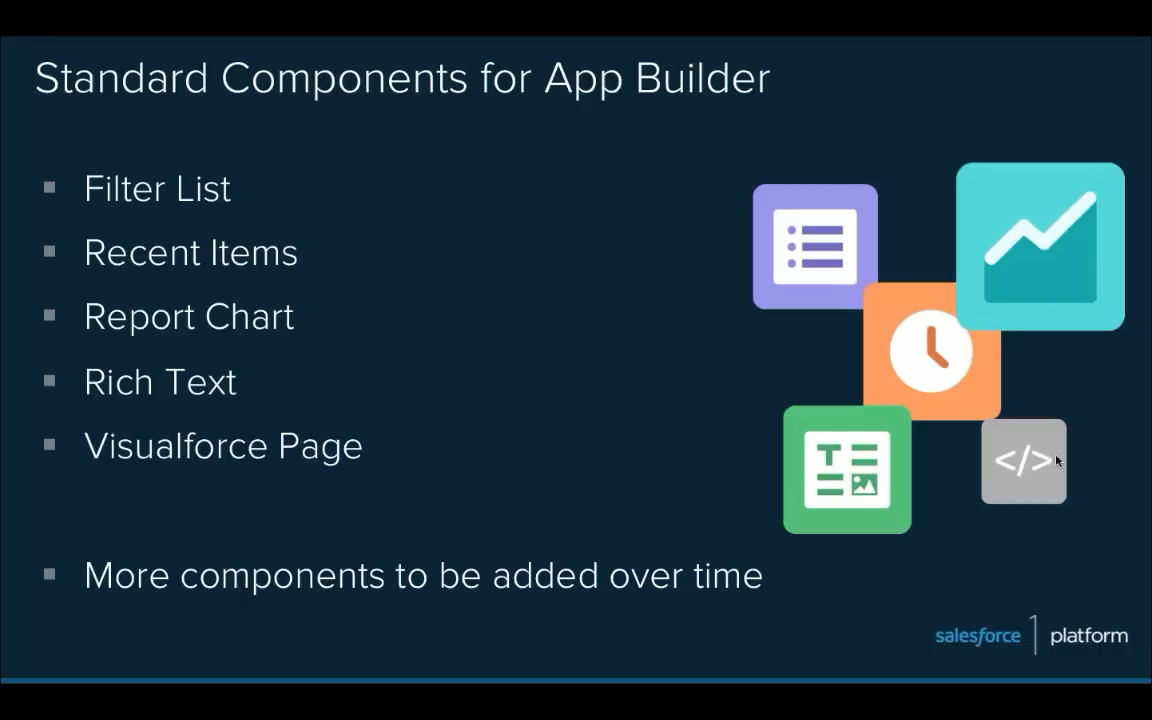 Standard Components for App Builder
Filter List
Recent Items
Report Chart
Rich Text
Visualforce Page
More components to be added over time
salesforce1 platform